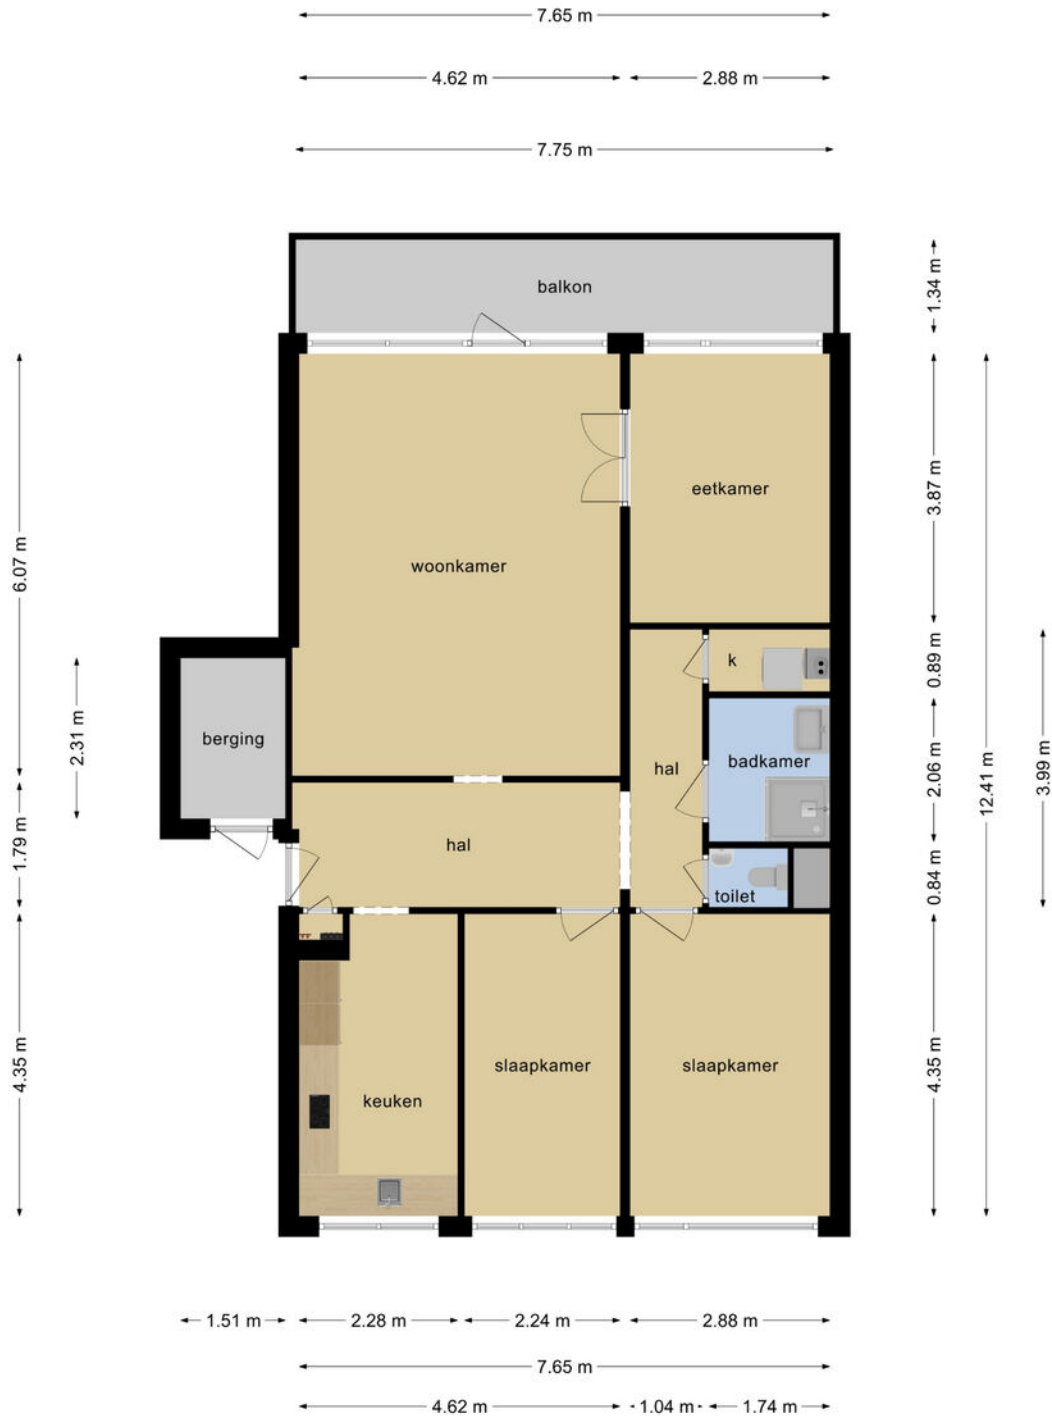 7.65 m
4.62 m
2.88 m
7.75 m
balkon
1.34 m
woonkamer
eetkamer
6.07 m
3.87 m
12.41 m
berging
2.31 m
k
0.89 m
hal
badkamer
2.06 m
3.99 m
hal
1.79 m
toilet
0.84 m
keuken
slaapkamer
slaapkamer
4.35 m
4.35 m
1.51 m
2.28 m
2.24 m
2.88 m
7.65 m
4.62 m
1.04 m
1.74 m